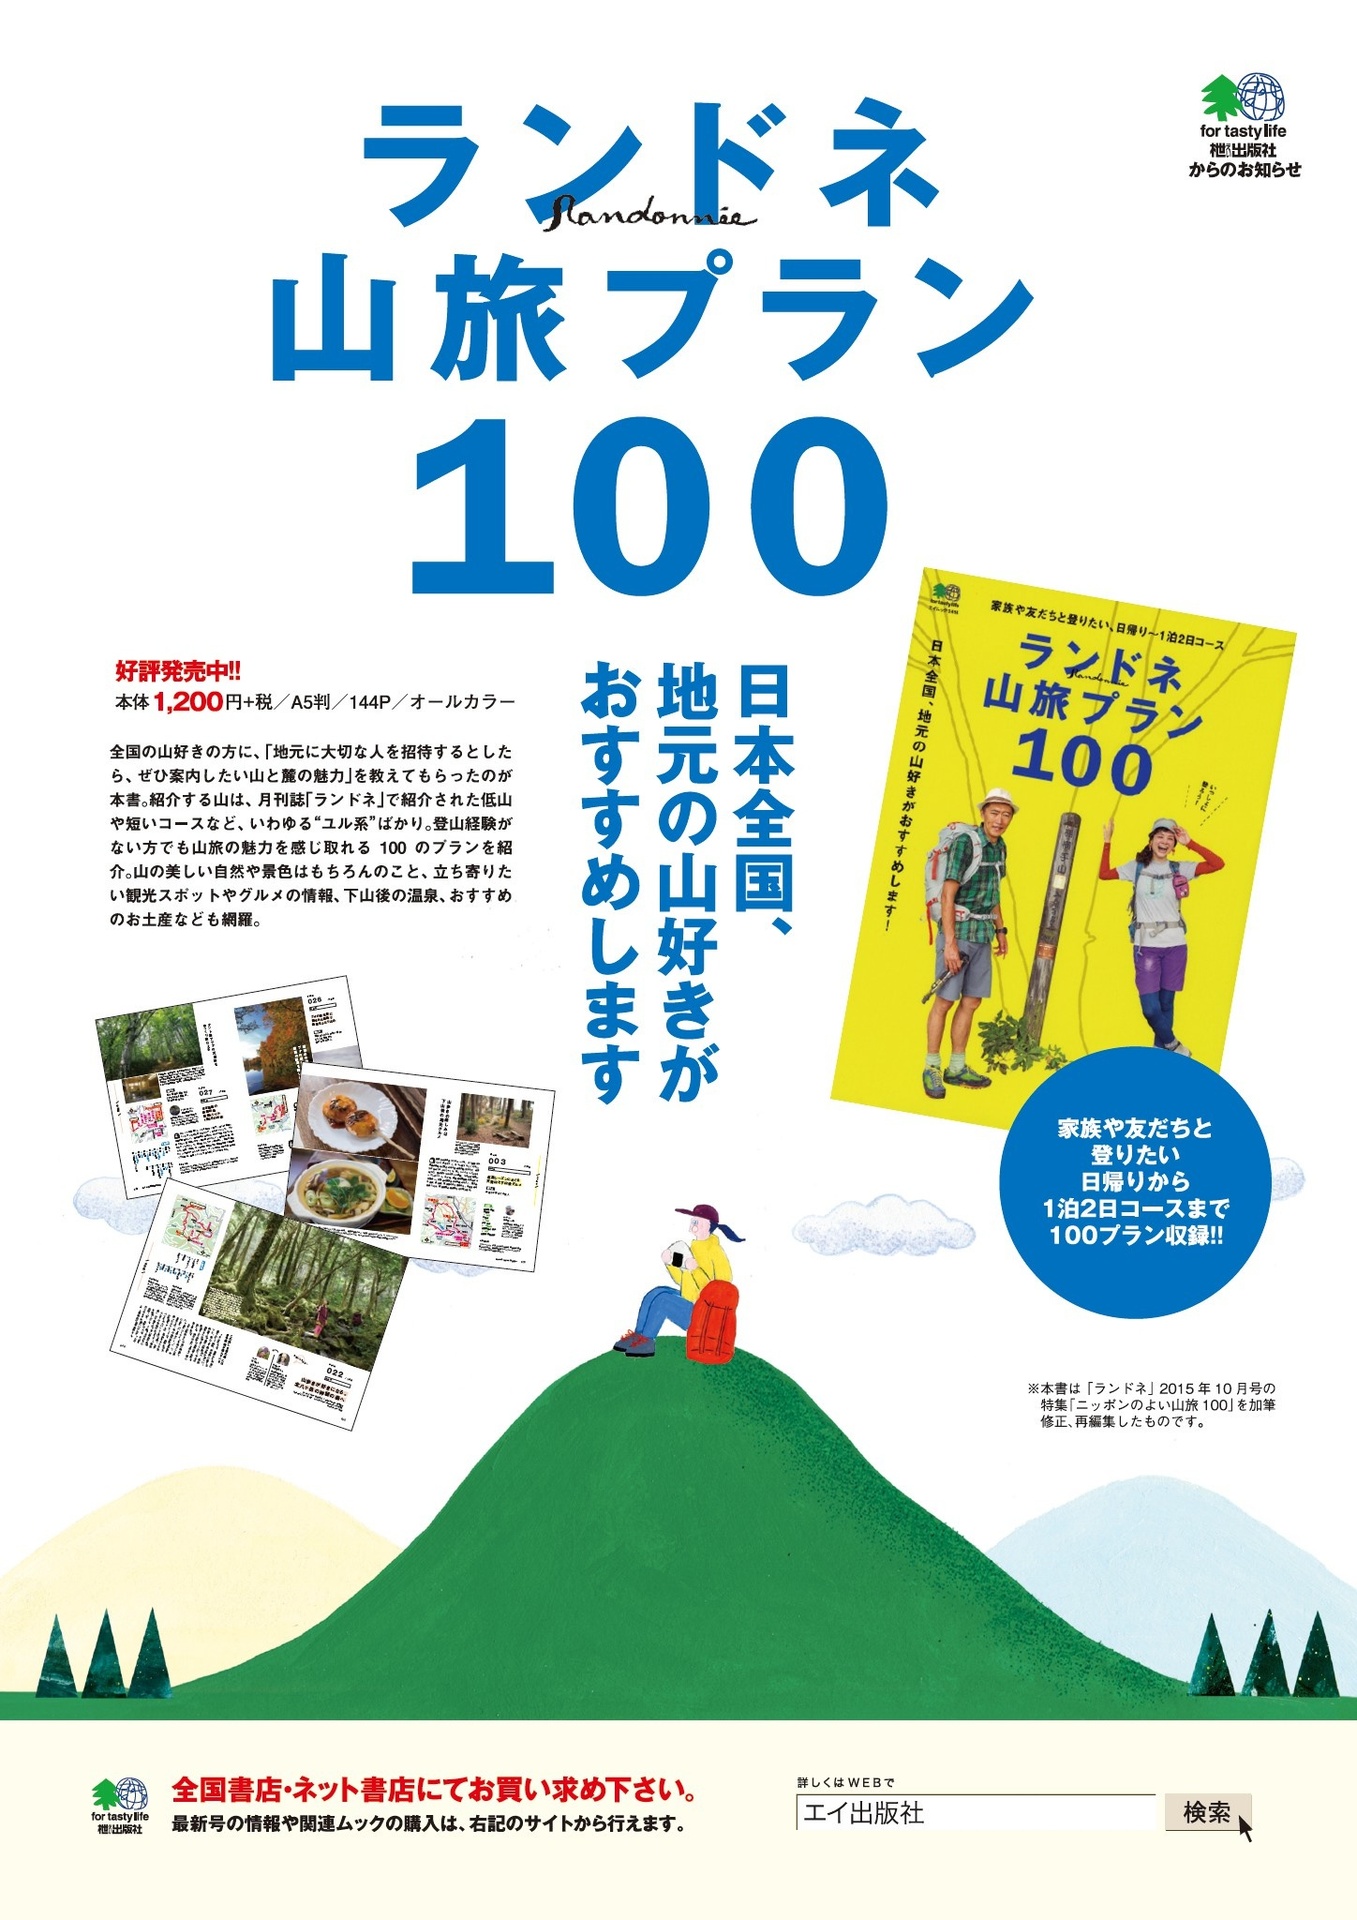 for tasty life
枻出版社
からのお知らせ
ランドネ
Randonnée
山旅プラン
100
好評発売中!!
本体1,200円+税／A5判／144P／オールカラー
全国の山好きの方に、「地元に大切な人を招待するとした
ら、ぜひ案内したい山と麓の魅力」を教えてもらったのが
本書。紹介する山は、月刊誌「ランドネ」で紹介された低山
や短いコースなど、いわゆる“ユル系”ばかり。登山経験が
ない方でも山旅の魅力を感じ取れる 100 のプランを紹
介。山の美しい自然や景色はもちろんのこと、立ち寄りた
い観光スポットやグルメの情報、下山後の温泉、おすすめ
のお土産なども網羅。
日本全国、
地元の山好きが
おすすめします
for tasty life
家族や友だちと登りたい、日帰り〜1泊2日コース
ランドネ
Randonnée
山旅プラン
100
日本全国、地元の山好きがおすすめします！
いっしょに
登ろう！
026
027
003
022
家族や友だちと
登りたい
日帰りから
1泊2日コースまで
100プラン収録!!
※本書は「ランドネ」2015年10月号の
特集「ニッポンのよい山旅100」を加筆
修正、再編集したものです。
for tasty life
枻出版社
全国書店・ネット書店にてお買い求め下さい。
最新号の情報や関連ムックの購入は、右記のサイトから行えます。
詳しくはWEBで
エイ出版社
検索